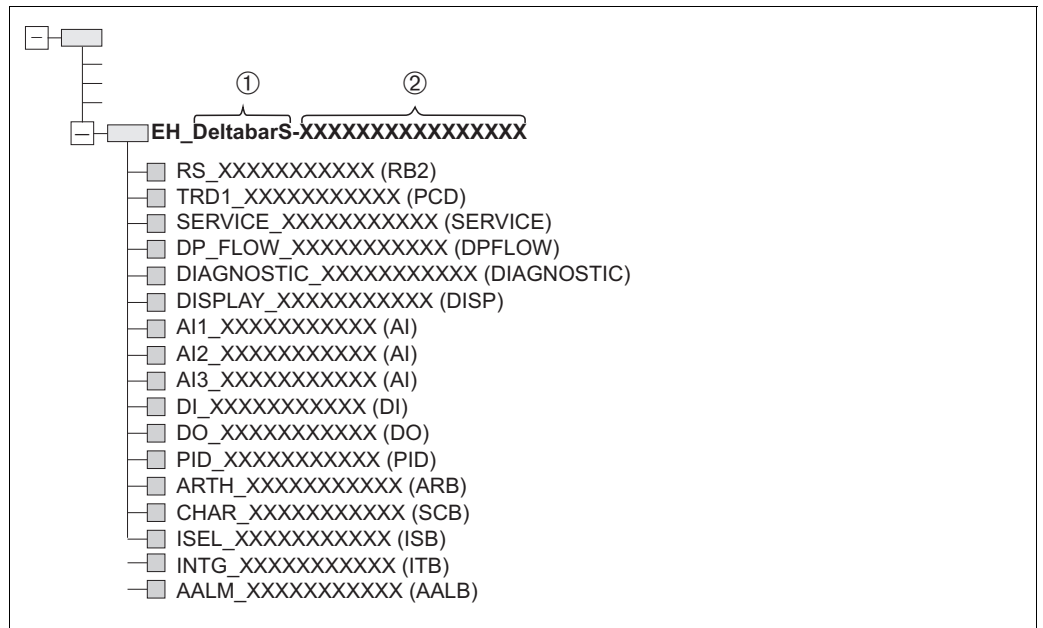 ① ②
EH_DeltabarS-XXXXXXXXXXXXXXXX
RS_XXXXXXXXXXX (RB2)
TRD1_XXXXXXXXXXX (PCD)
SERVICE_XXXXXXXXXXX (SERVICE)
DP_FLOW_XXXXXXXXXXX (DPFLOW)
DIAGNOSTIC_XXXXXXXXXXX (DIAGNOSTIC)
DISPLAY_XXXXXXXXXXX (DISP)
AI1_XXXXXXXXXXX (AI)
AI2_XXXXXXXXXXX (AI)
AI3_XXXXXXXXXXX (AI)
DI_XXXXXXXXXXX (DI)
DO_XXXXXXXXXXX (DO)
PID_XXXXXXXXXXX (PID)
ARTH_XXXXXXXXXXX (ARB)
CHAR_XXXXXXXXXXX (SCB)
ISEL_XXXXXXXXXXX (ISB)
INTG_XXXXXXXXXXX (ITB)
AALM_XXXXXXXXXXX (AALB)